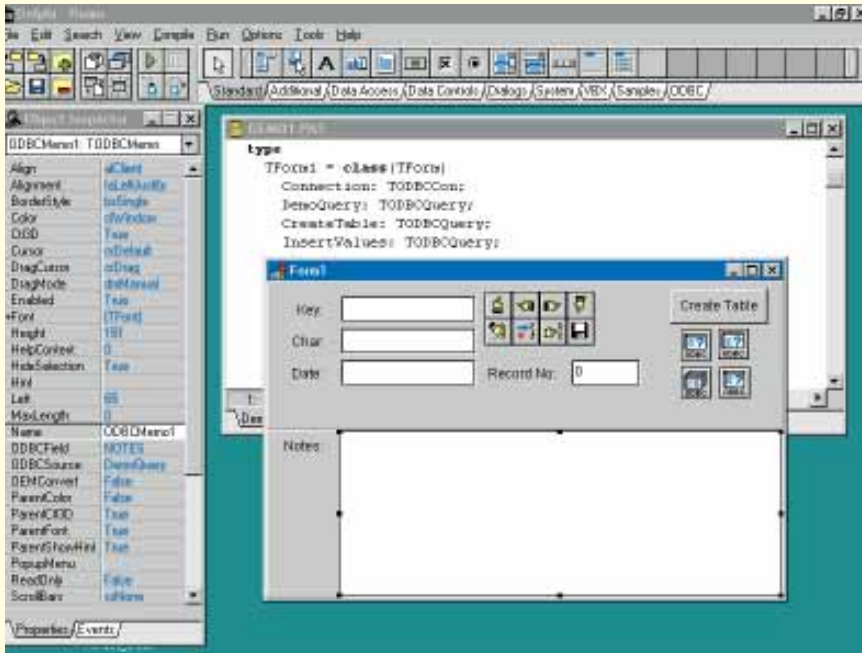 Delphi
File Edit Search View Compile Run Options Tools Help
Standard Additional Data Access Data Controls Dialogs System VBX Samples ODBC
Object Inspector
ODBCMemo1: TODBCMemo
Align alClient
Alignment taLeftJustify
BorderStyle bsSingle
Color clWindow
Ctl3D True
Cursor crDefault
DragCursor crDrag
DragMode dmManual
Enabled True
+Font (TFont)
Height 161
HelpContext 0
HideSelection True
Hint
Left 65
MaxLength 0
Name ODBCMemo1
ODBCField NOTES
ODBCSource DemoQuery
OEMConvert False
ParentColor False
ParentCtl3D True
ParentFont True
ParentShowHint True
PopupMenu
ReadOnly False
ScrollBars ssNone
Properties Events
DEMO1.PAS
type
TForm1 = class(TForm)
Connection: TODBCCon;
DemoQuery: TODBCQuery;
CreateTable: TODBCQuery;
InsertValues: TODBCQuery;
1:
Form1
Key:
Char:
Date:
Record No: 0
Create Table
Notes: